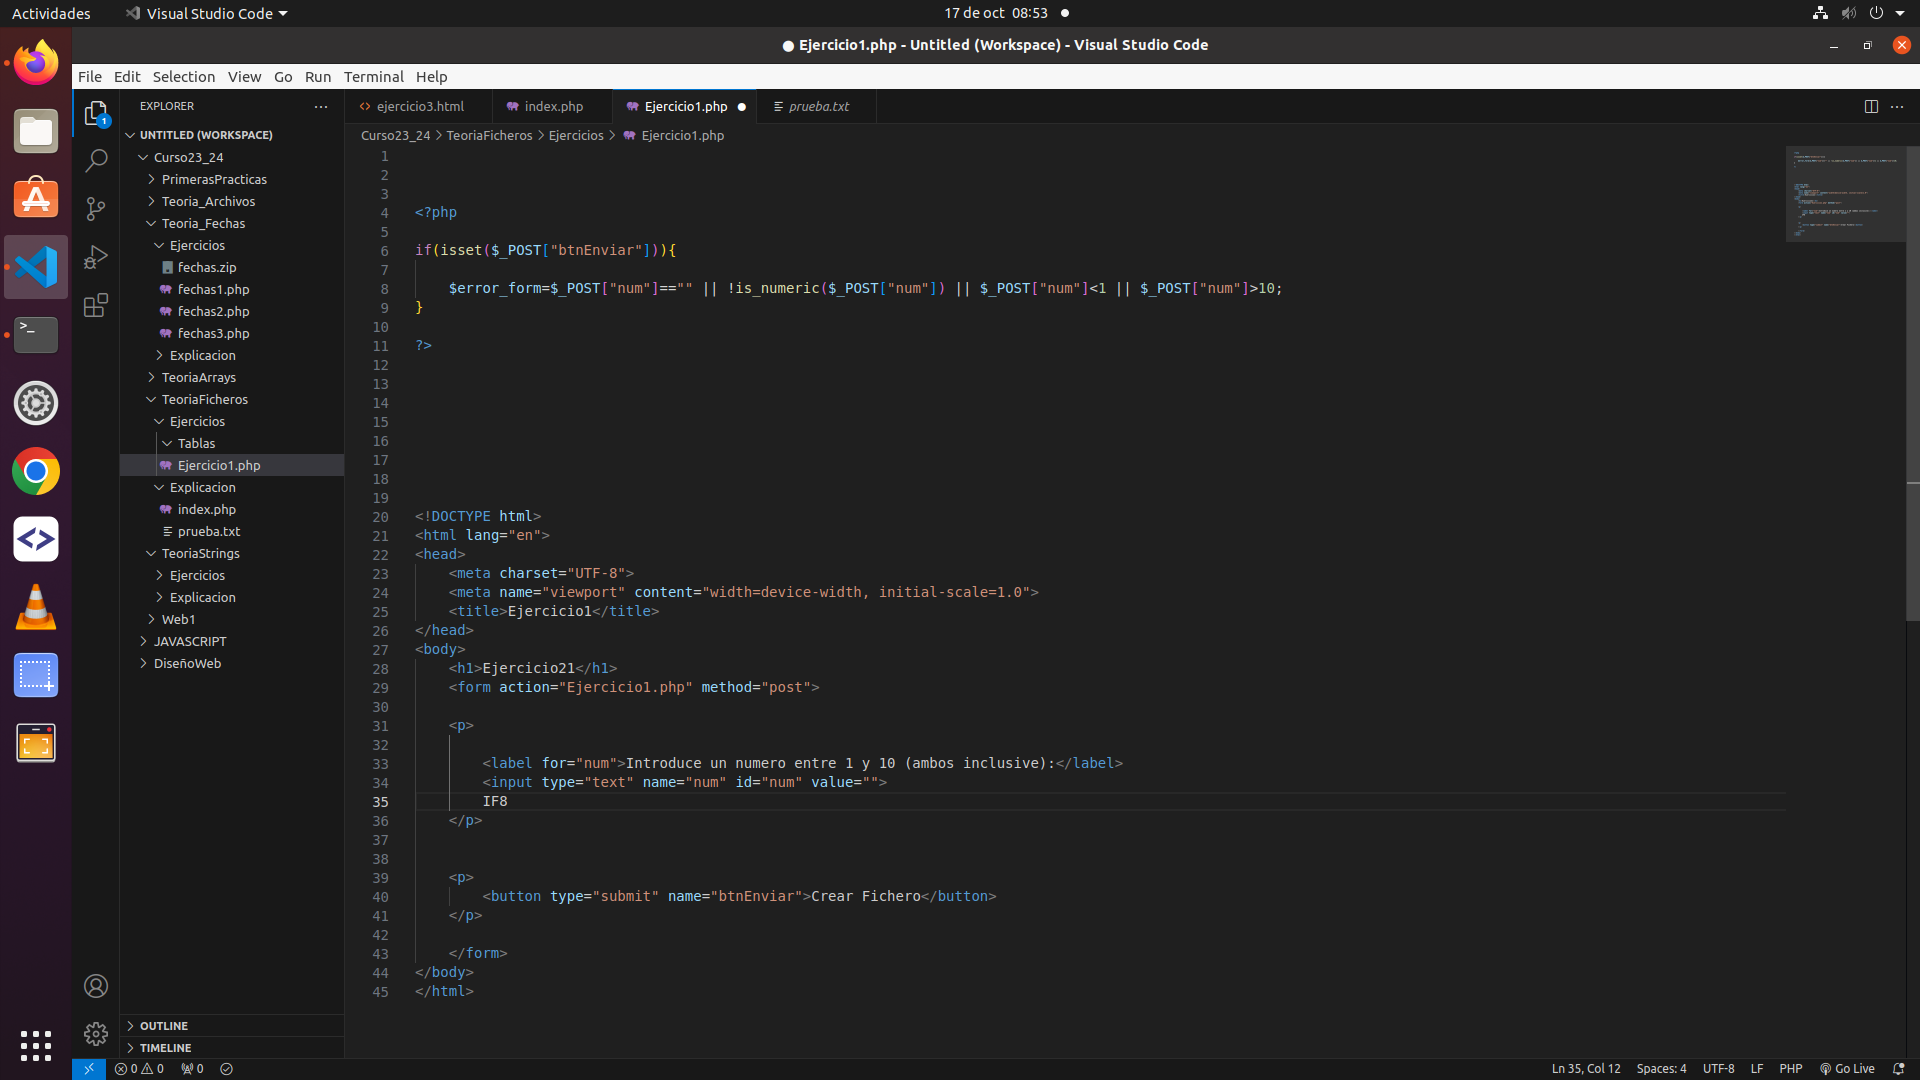 Actividades
Visual Studio Code
17 de oct 08:53
Ejercicio1.php - Untitled (Workspace) - Visual Studio Code
File Edit Selection View Go Run Terminal Help
EXPLORER
1
UNTITLED (WORKSPACE)
Curso23_24
PrimerasPracticas
Teoria_Archivos
Teoria_Fechas
Ejercicios
fechas.zip
fechas1.php
fechas2.php
fechas3.php
Explicacion
TeoriaArrays
TeoriaFicheros
Ejercicios
Tablas
Ejercicio1.php
Explicacion
index.php
prueba.txt
TeoriaStrings
Ejercicios
Explicacion
Web1
JAVASCRIPT
DiseñoWeb
OUTLINE
TIMELINE
ejercicio3.html
index.php
Ejercicio1.php
prueba.txt
Curso23_24 > TeoriaFicheros > Ejercicios > Ejercicio1.php
1
2
3
4 <?php
5
6 if(isset($_POST["btnEnviar"])){
7
8 $error_form=$_POST["num"]=="" || !is_numeric($_POST["num"]) || $_POST["num"]<1 || $_POST["num"]>10;
9 }
10
11 ?>
12
13
14
15
16
17
18
19
20 <!DOCTYPE html>
21 <html lang="en">
22 <head>
23 <meta charset="UTF-8">
24 <meta name="viewport" content="width=device-width, initial-scale=1.0">
25 <title>Ejercicio1</title>
26 </head>
27 <body>
28 <h1>Ejercicio21</h1>
29 <form action="Ejercicio1.php" method="post">
30
31 <p>
32
33 <label for="num">Introduce un numero entre 1 y 10 (ambos inclusive):</label>
34 <input type="text" name="num" id="num" value="">
35 IF8
36 </p>
37
38
39 <p>
40 <button type="submit" name="btnEnviar">Crear Fichero</button>
41 </p>
42
43 </form>
44 </body>
45 </html>
0 0 0
Ln 35, Col 12
Spaces: 4
UTF-8
LF
PHP
Go Live